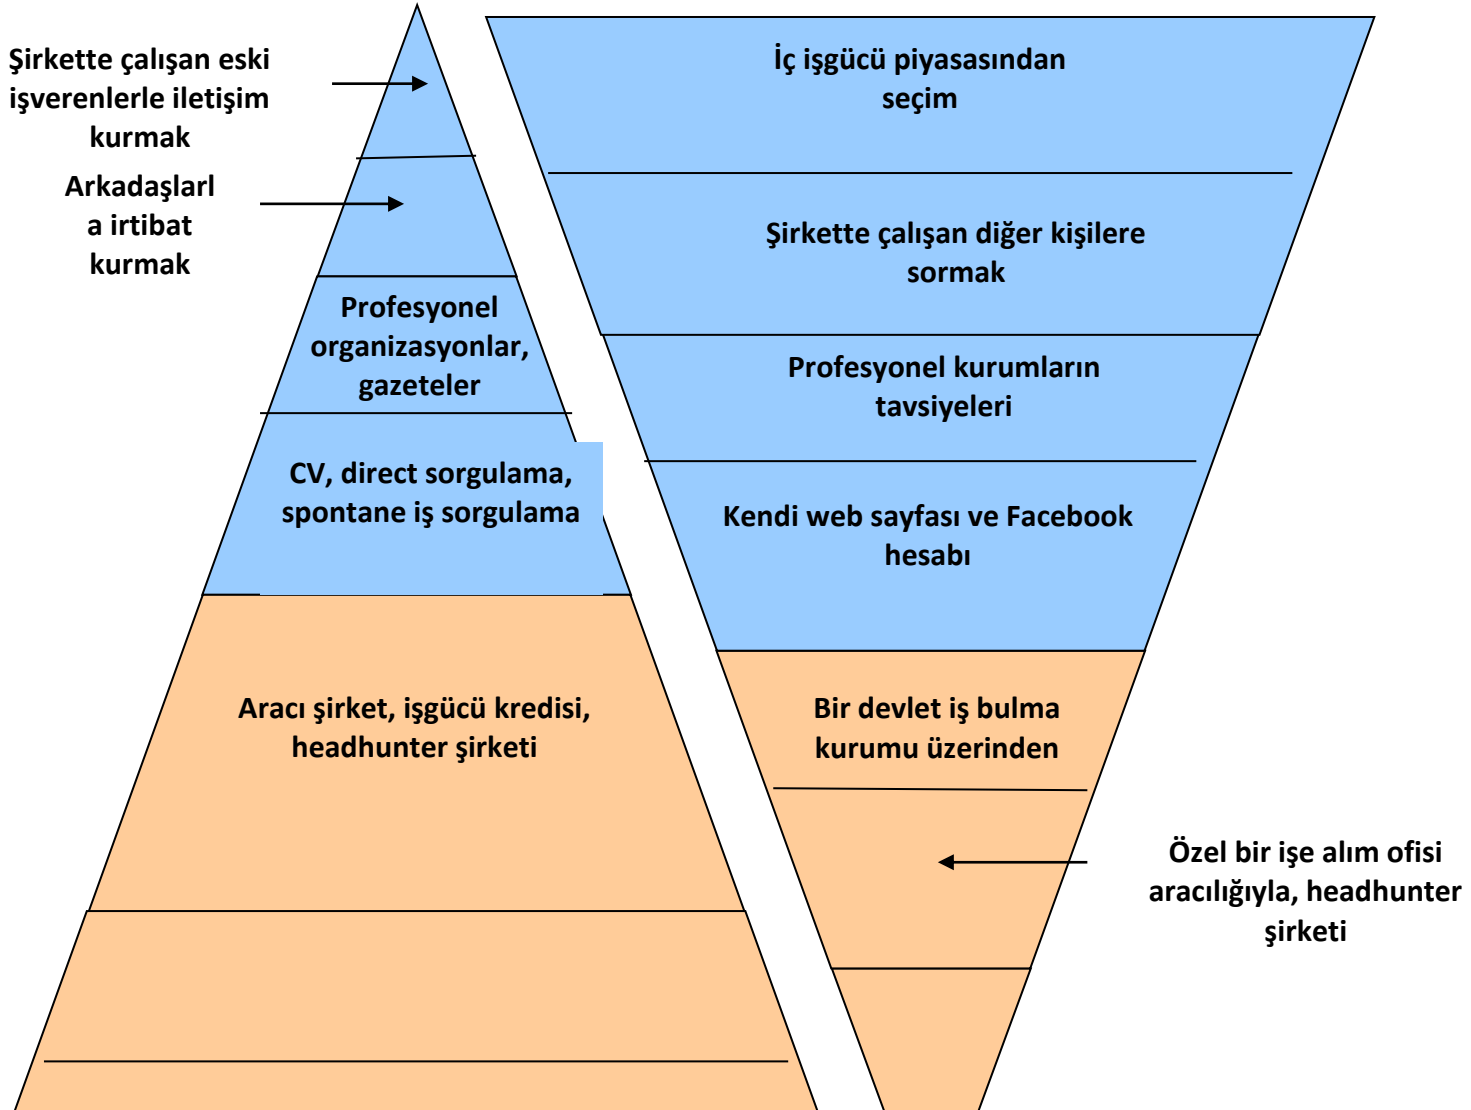 Şirkette çalışan eski
işverenlerle iletişim
kurmak
Arkadaşlarl
a irtibat
kurmak
Profesyonel
organizasyonlar,
gazeteler
CV, direct sorgulama,
spontane iş sorgulama
Aracı şirket, işgücü kredisi,
headhunter şirketi
İç işgücü piyasasından
seçim
Şirkette çalışan diğer kişilere
sormak
Profesyonel kurumların
tavsiyeleri
Kendi web sayfası ve Facebook
hesabı
Bir devlet iş bulma
kurumu üzerinden
Özel bir işe alım ofisi
aracılığıyla, headhunter
şirketi